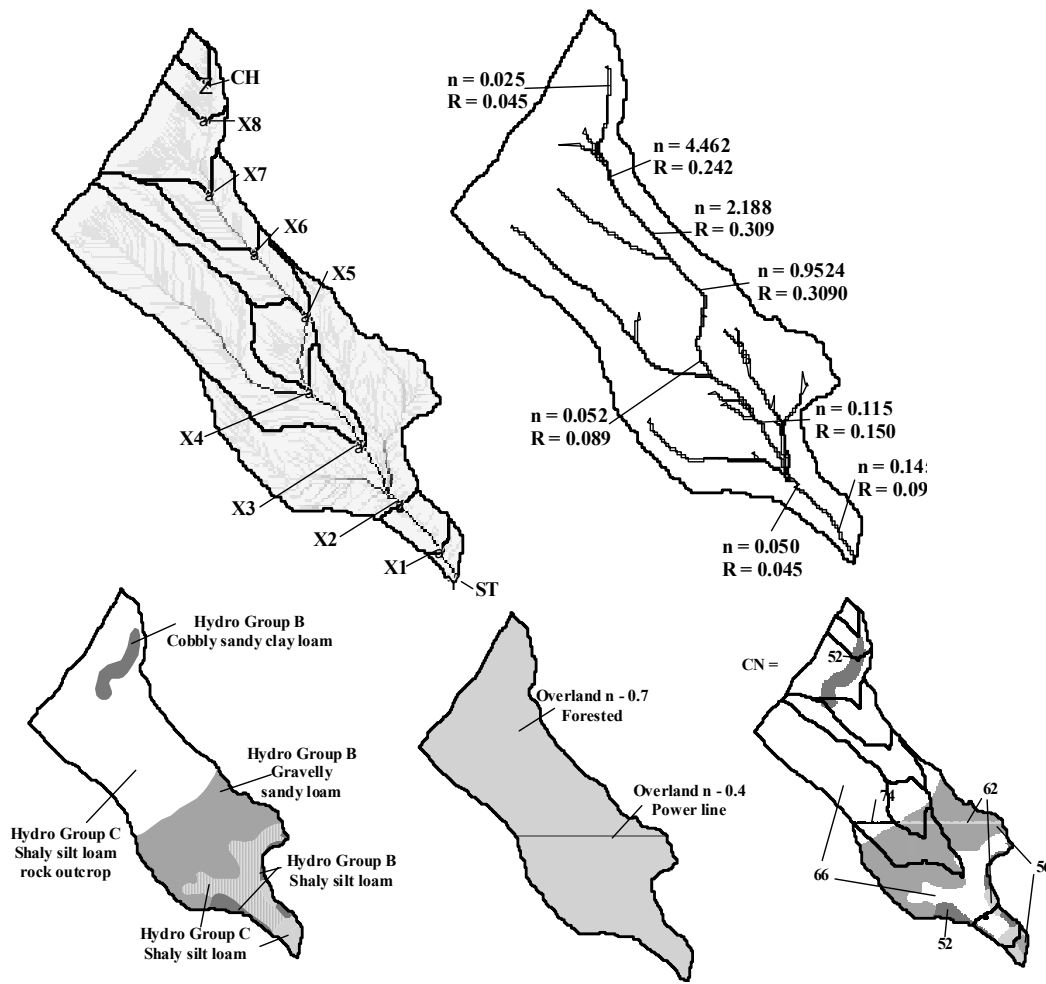 CH
X8
X7
X6
X5
X4
X3
X2
X1
ST
n = 0.025
R = 0.045
n = 4.462
R = 0.242
n = 2.188
R = 0.309
n = 0.9524
R = 0.3090
n = 0.052
R = 0.089
n = 0.115
R = 0.150
n = 0.14
R = 0.09
n = 0.050
R = 0.045
Hydro Group B
Cobbly sandy clay loam
Hydro Group B
Gravelly
sandy loam
Hydro Group C
Shaly silt loam
rock outcrop
Hydro Group B
Shaly silt loam
Hydro Group C
Shaly silt loam
Overland n - 0.7
Forested
Overland n - 0.4
Power line
CN =
52
74
62
66
52